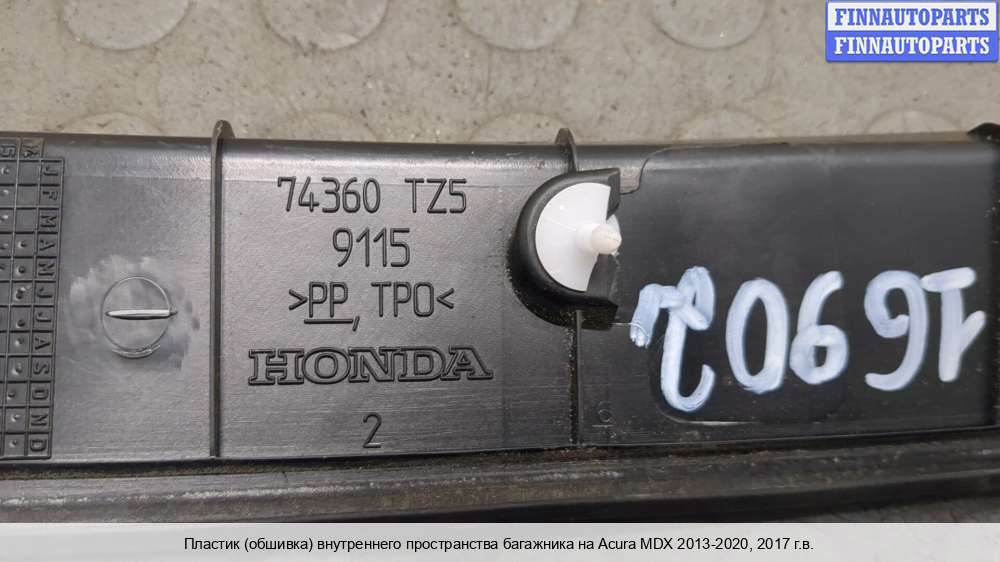 FINNAUTOPARTS
FINNAUTOPARTS
74360 TZ5
9115
>PP, TPO<
HONDA
2
J F M A M J J A S O N D
Пластик (обшивка) внутреннего пространства багажника на Acura MDX 2013-2020, 2017 г.в.